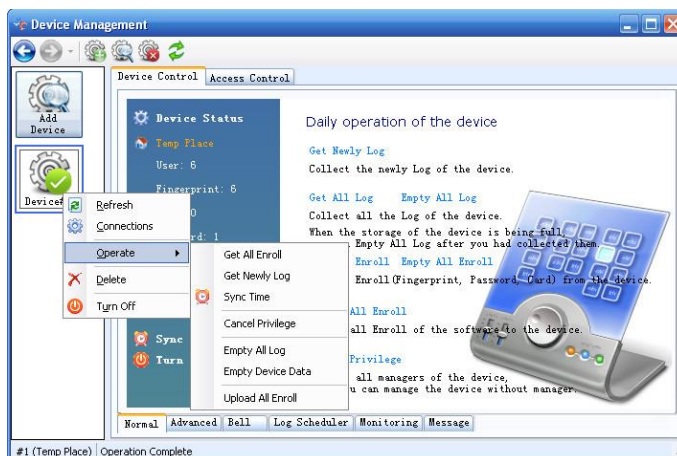 Device Management
Device Control
Access Control
Add
Device
Device#
Device Status
Temp Place
User: 6
Fingerprint: 6
0
rd: 1
Sync
Turn
Daily operation of the device
Get Newly Log
Collect the newly Log of the device.
Get All Log
Empty All Log
Collect all the Log of the device.
When the storage of the device is being full,
Empty All Log after you had collected them.
Enroll
Empty All Enroll
Enroll(Fingerprint, Password, Card) from the device.
All Enroll
all Enroll of the software to the device.
Privilege
all managers of the device,
u can manage the device without manager.
Refresh
Connections
Operate
Delete
Turn Off
Get All Enroll
Get Newly Log
Sync Time
Cancel Privilege
Empty All Log
Empty Device Data
Upload All Enroll
Normal
Advanced
Bell
Log Scheduler
Monitoring
Message
#1 (Temp Place)
Operation Complete